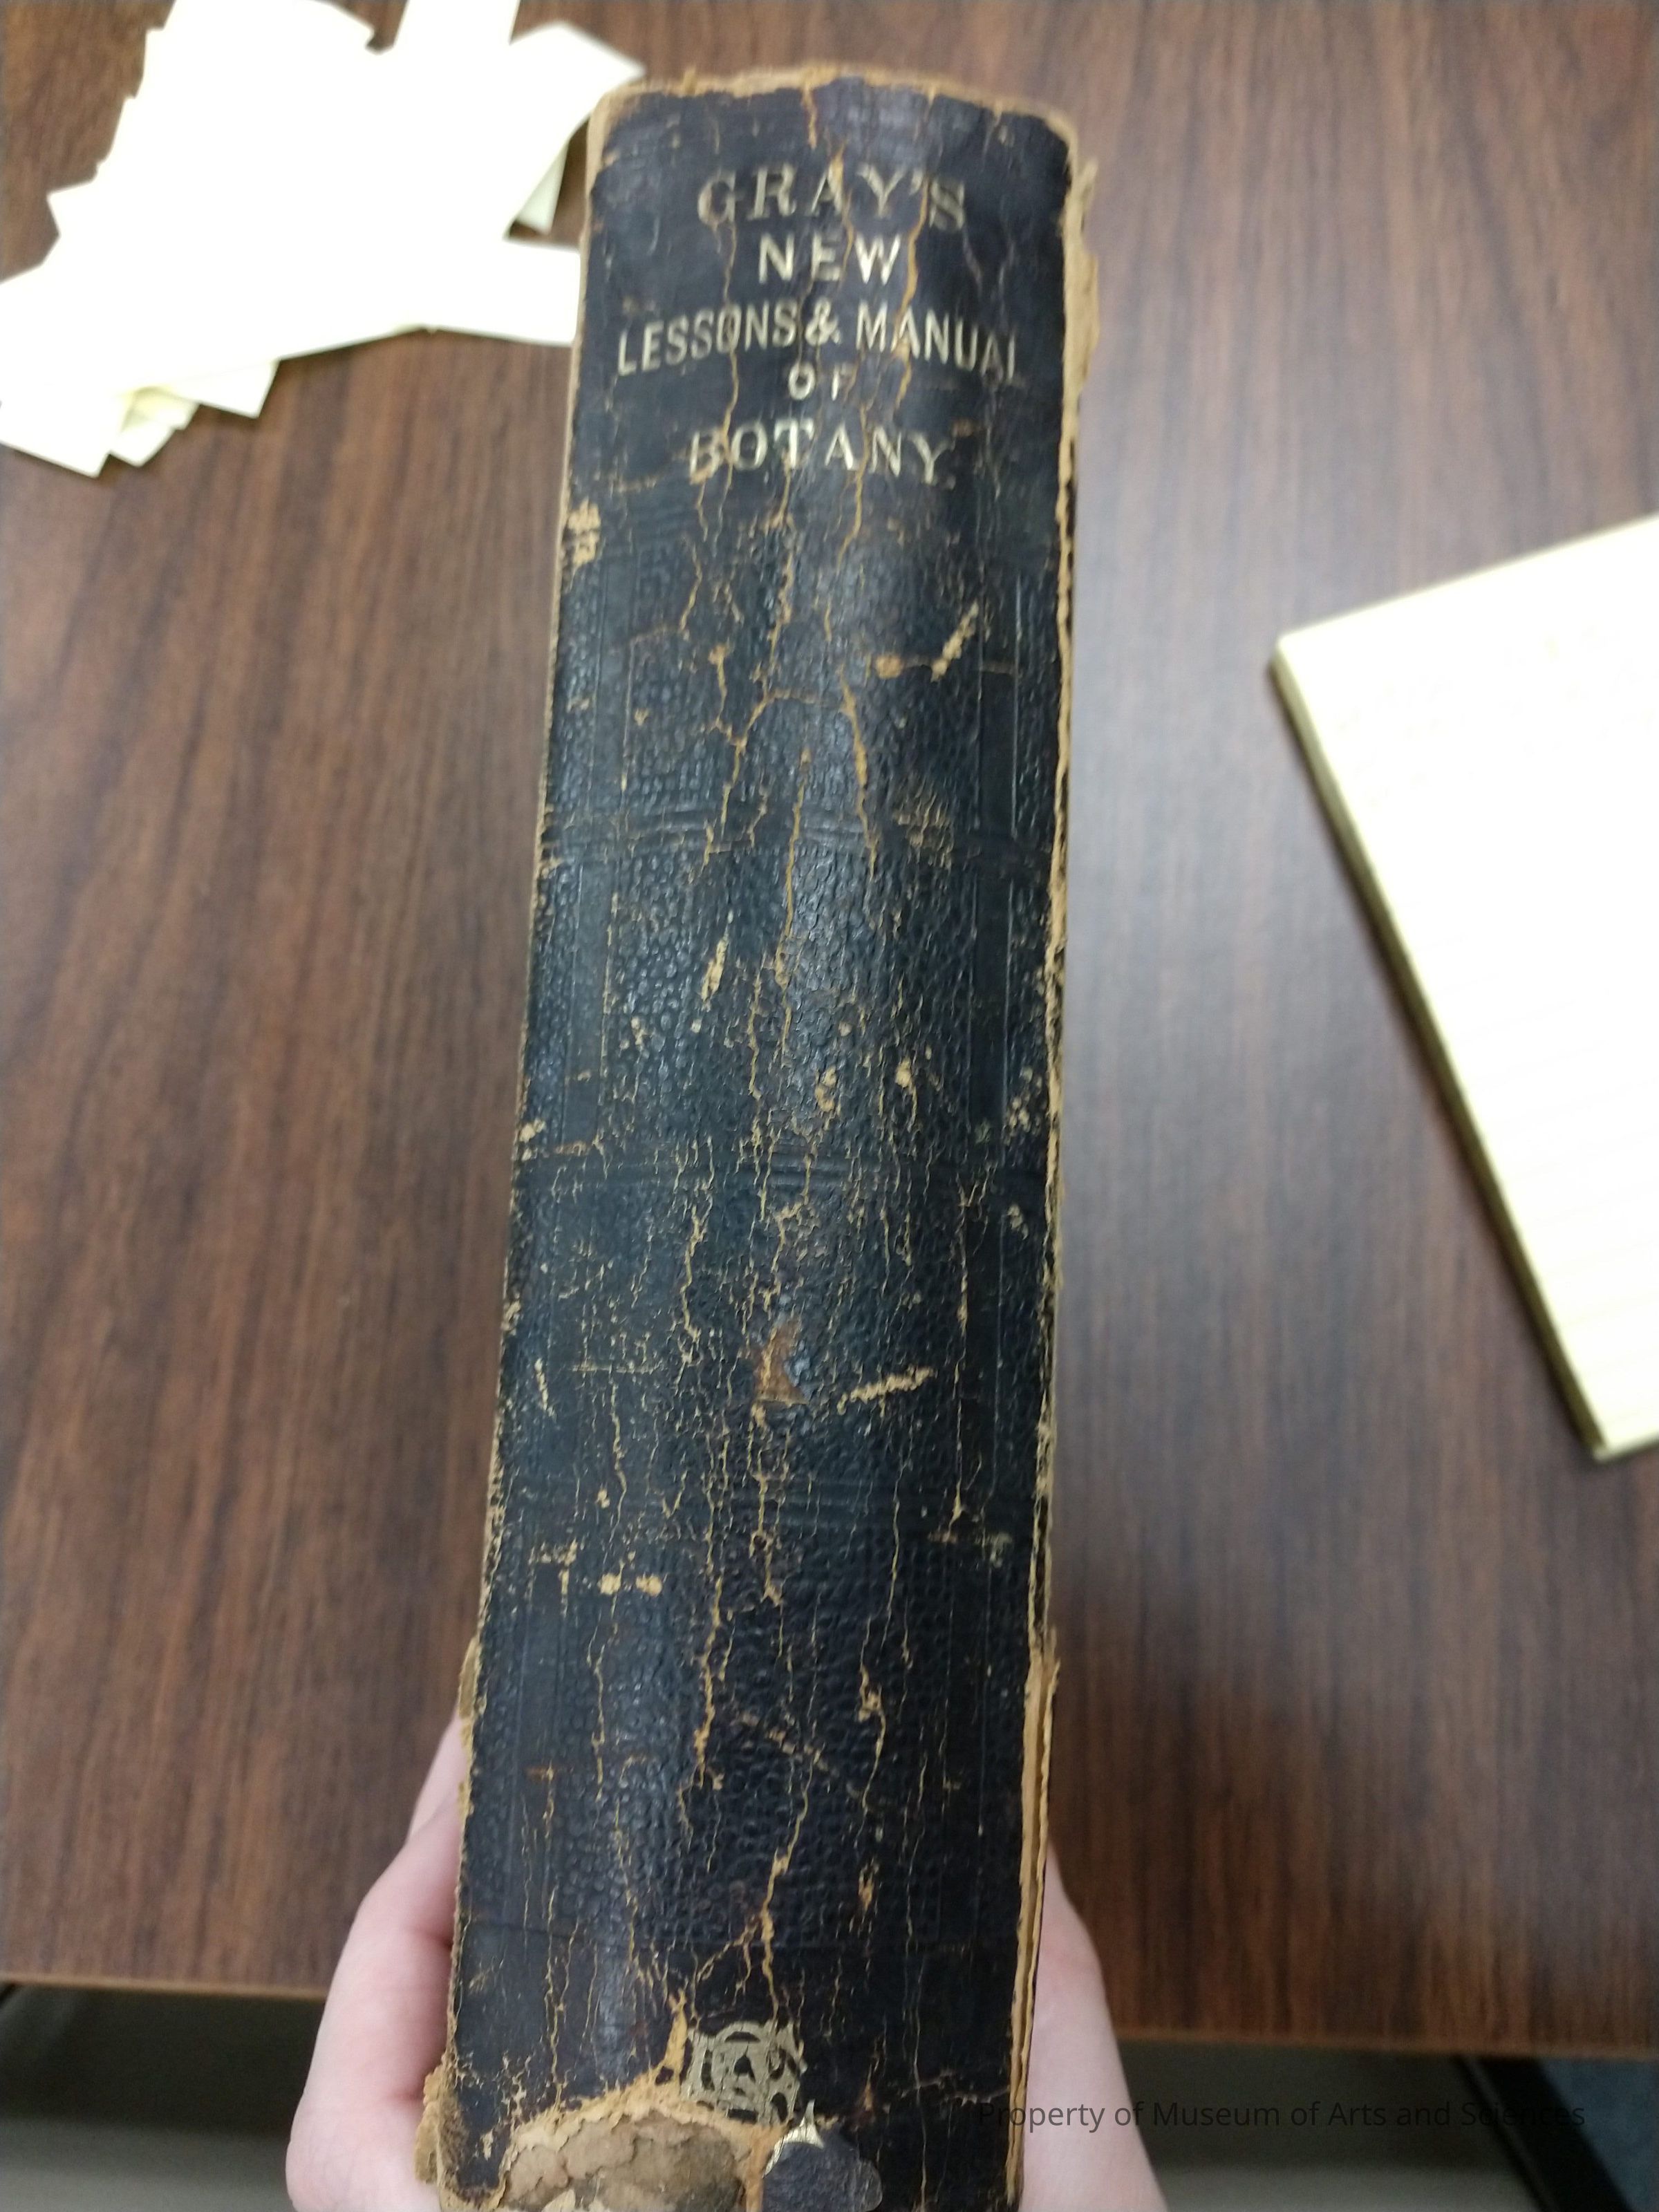 GRAY'S
NEW
LESSONS & MANUAL
OF
BOTANY
Property of Museum of Arts and Sciences